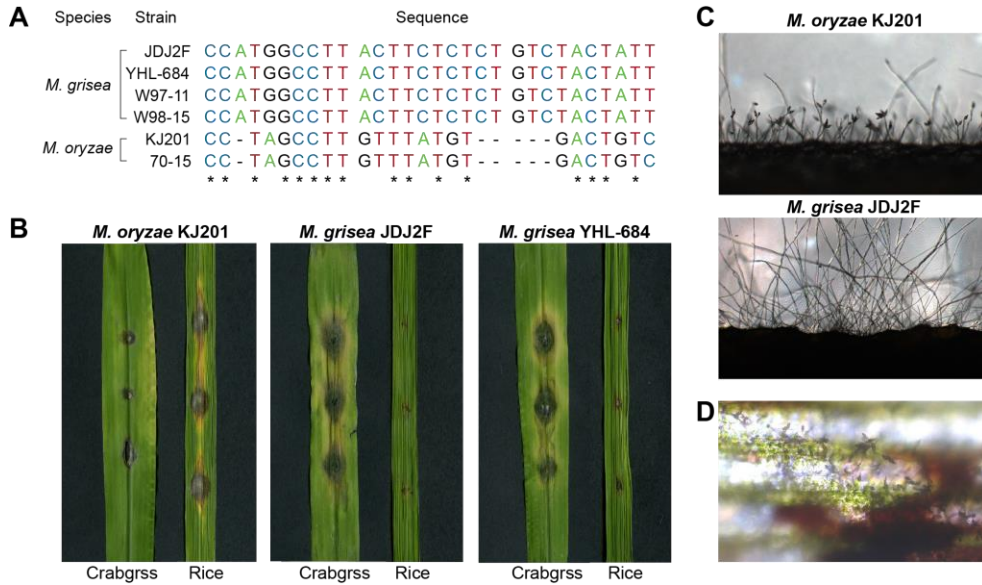 A
Species Strain Sequence
JDJ2F CCATGGCCTT ACTTCTCTCT GTCTACTATT
M. grisea YHL-684 CCATGGCCTT ACTTCTCTCT GTCTACTATT
W97-11 CCATGGCCTT ACTTCTCTCT GTCTACTATT
W98-15 CCATGGCCTT ACTTCTCTCT GTCTACTATT
M. oryzae KJ201 CC-TAGCCTT GTTTATGT-- ---GACTGTC
70-15 CC-TAGCCTT GTTTATGT-- ---GACTGTC
** * ***** ** * * *** *
B
M. oryzae KJ201 M. grisea JDJ2F M. grisea YHL-684
Crabgrss Rice Crabgrss Rice Crabgrss Rice
C
M. oryzae KJ201
M. grisea JDJ2F
D